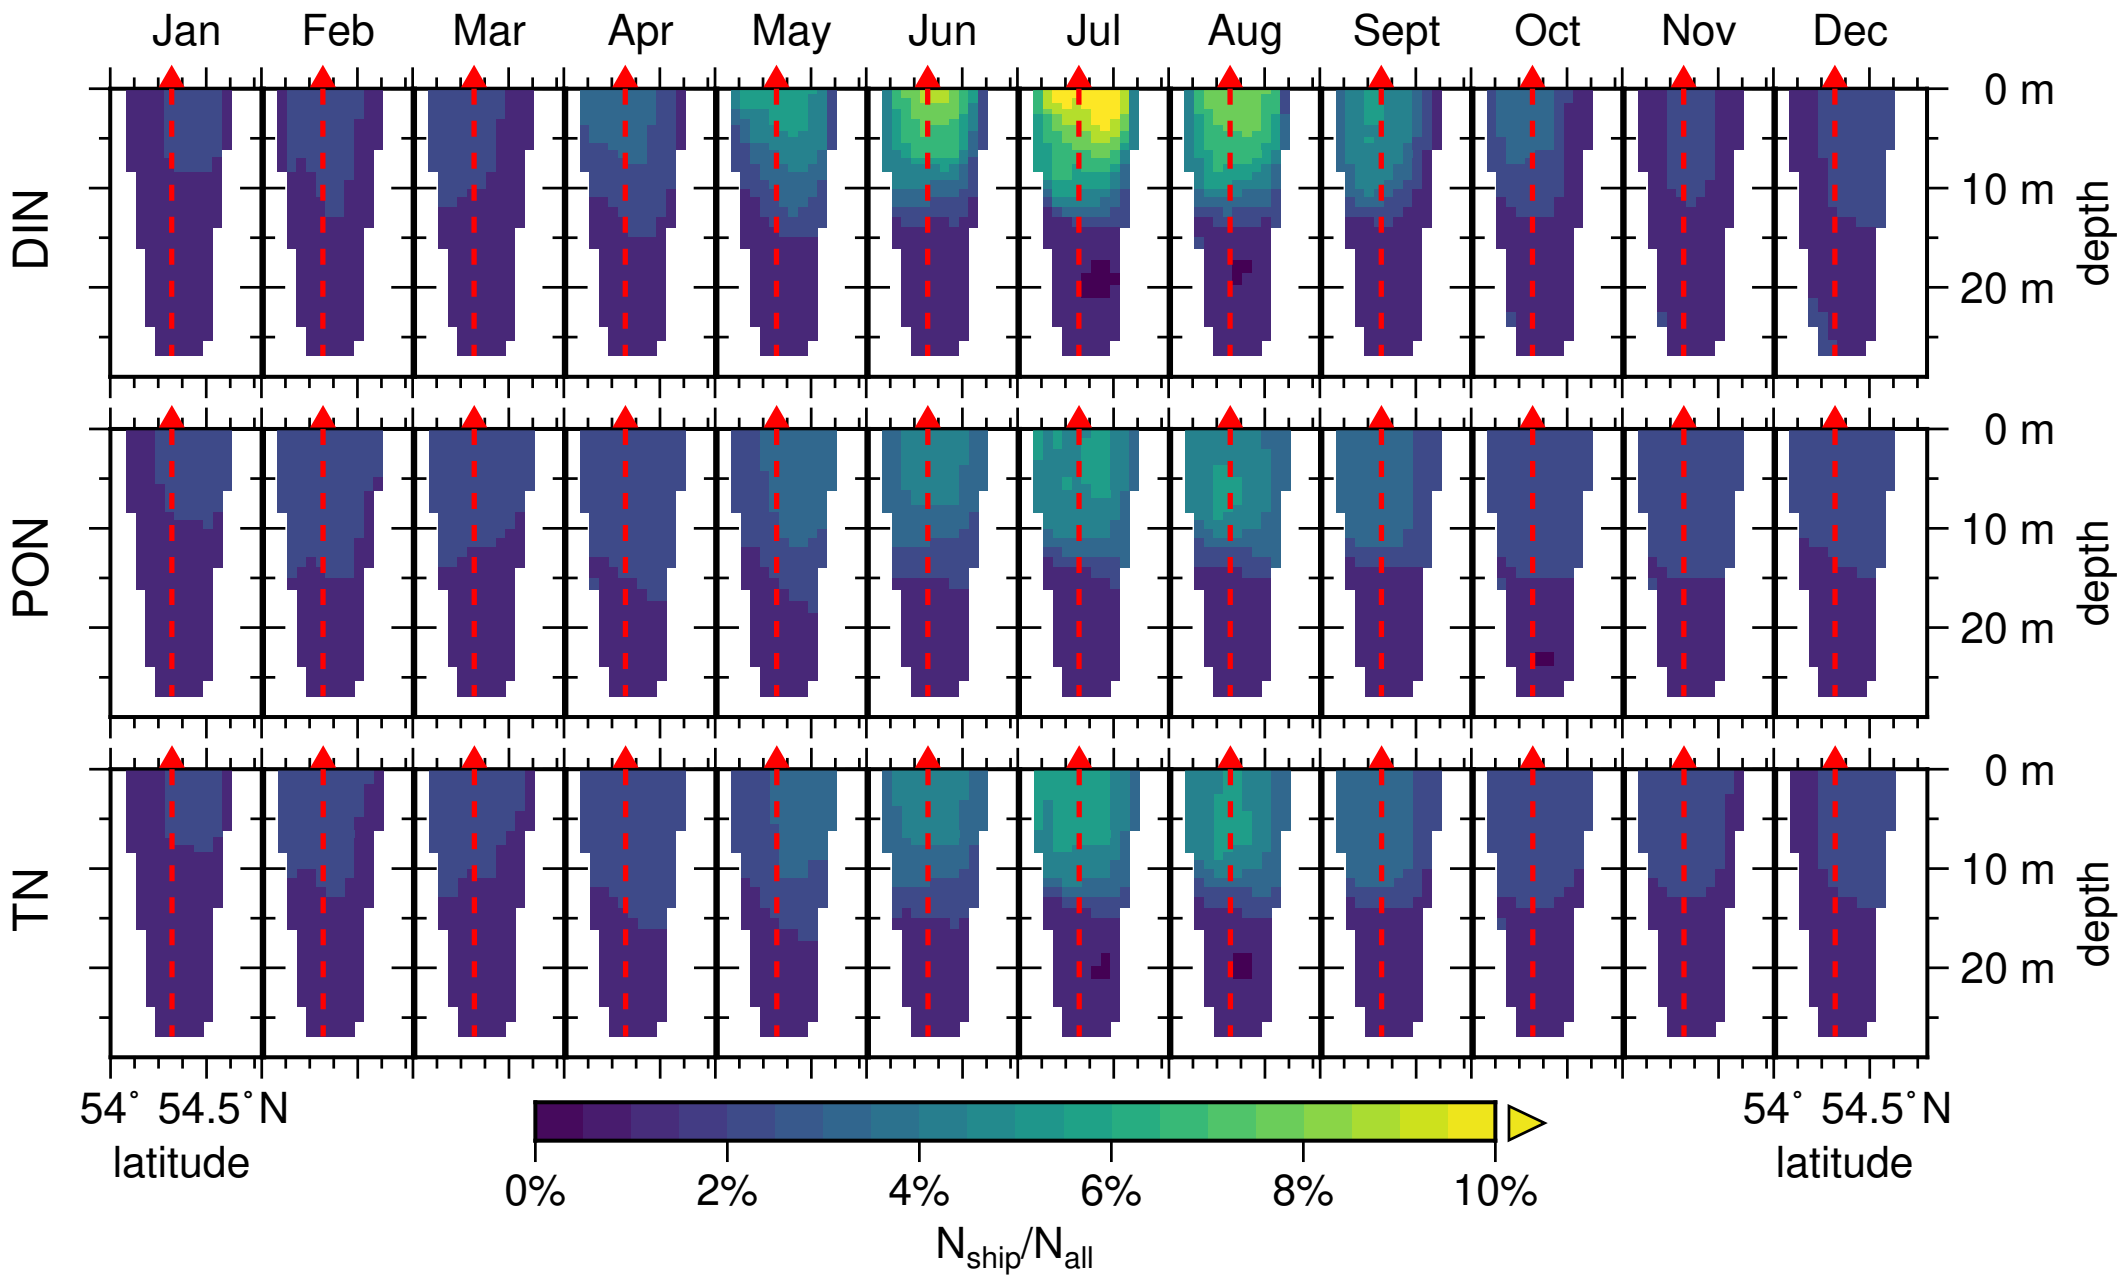 Jan Feb Mar Apr May Jun Jul Aug Sept Oct Nov Dec
DIN
0 m
10 m
20 m
depth
PON
0 m
10 m
20 m
depth
TN
0 m
10 m
20 m
depth
54° 54.5°N
latitude
54° 54.5°N
latitude
0% 2% 4% 6% 8% 10%
Nship/Nall